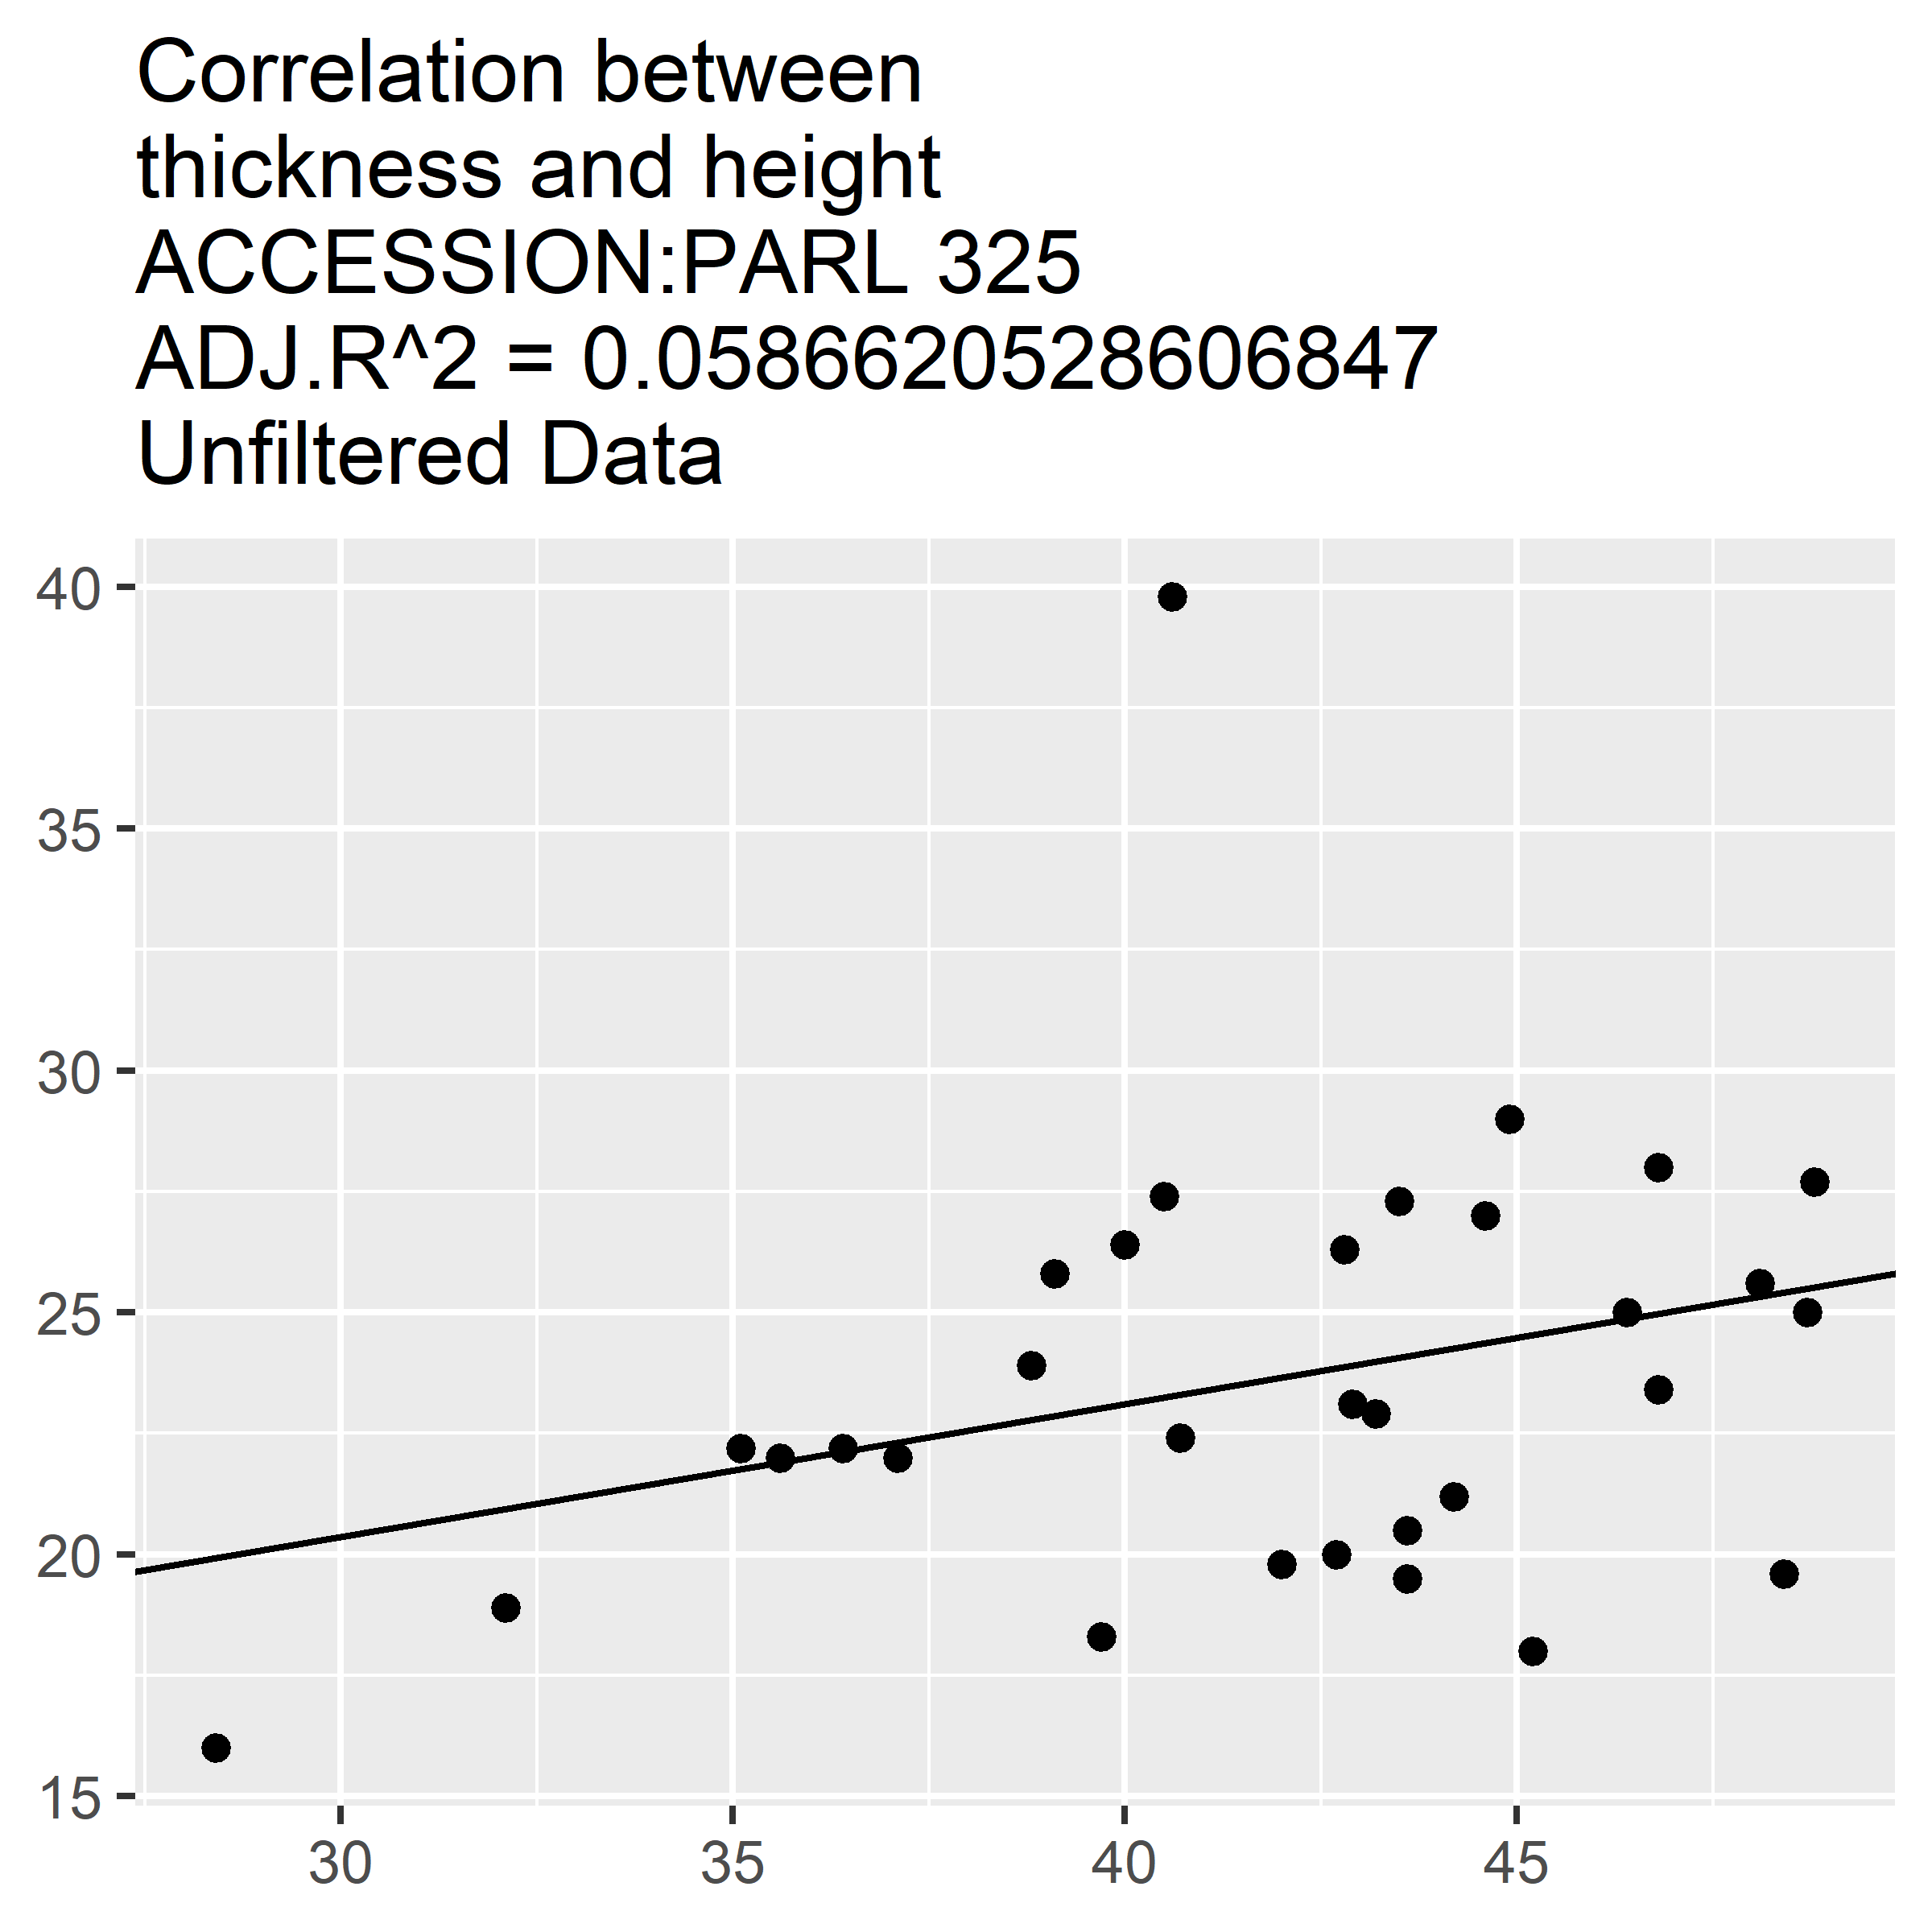 Correlation between
thickness and height
ACCESSION:PARL 325
ADJ.R^2 = 0.0586620528606847
Unfiltered Data
40
35
30
25
20
15
30 35 40 45